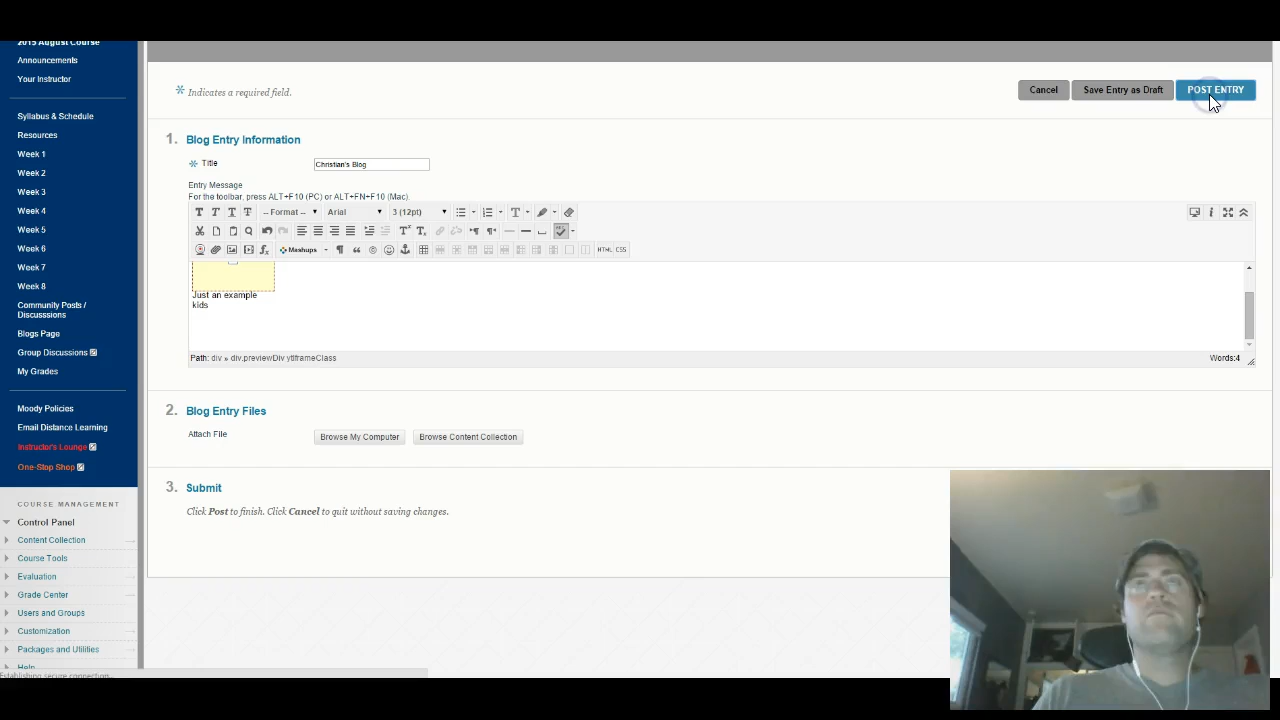 2015 August Course
Announcements
Your Instructor
Syllabus & Schedule
Resources
Week 1
Week 2
Week 3
Week 4
Week 5
Week 6
Week 7
Week 8
Community Posts /
Discusssions
Blogs Page
Group Discussions
My Grades
Moody Policies
Email Distance Learning
Instructor's Lounge
One-Stop Shop
COURSE MANAGEMENT
Control Panel
Content Collection
Course Tools
Evaluation
Grade Center
Users and Groups
Customization
Packages and Utilities
Help
Establishing secure connection...
* Indicates a required field.
Cancel
Save Entry as Draft
POST ENTRY
1. Blog Entry Information
* Title
Christian's Blog
Entry Message
For the toolbar, press ALT+F10 (PC) or ALT+FN+F10 (Mac).
T T T T -- Format -- Arial 3 (12pt)
Mashups
HTML CSS
Just an example
kids
Path: div » div.previewDiv ytIframeClass
Words:4
2. Blog Entry Files
Attach File
Browse My Computer
Browse Content Collection
3. Submit
Click Post to finish. Click Cancel to quit without saving changes.